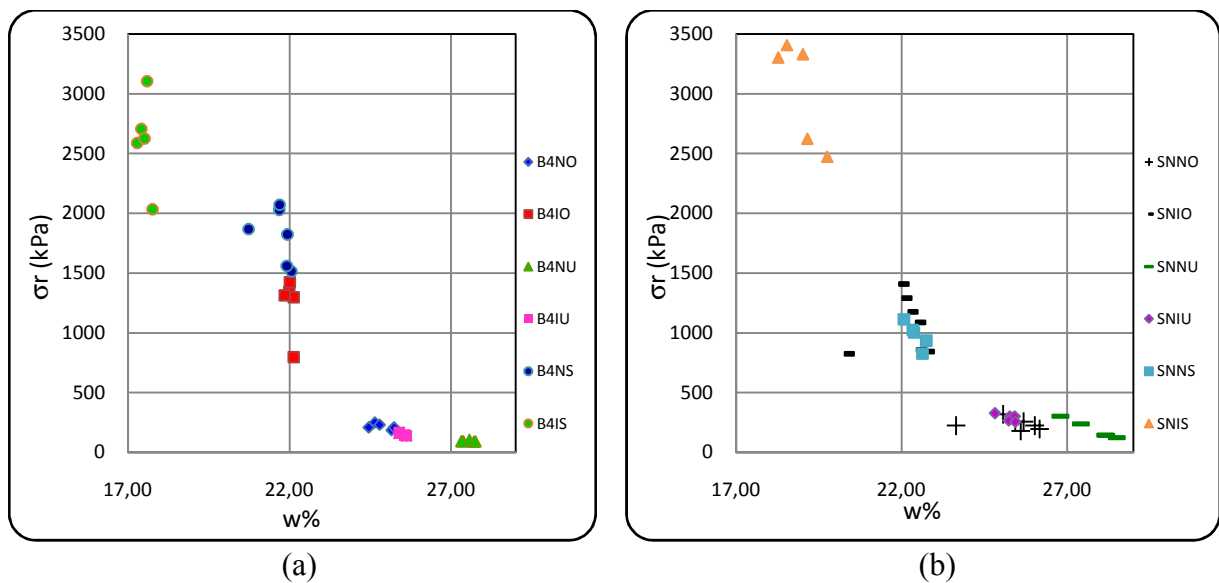 3500
3000
2500
2000
1500
1000
500
0
σr (kPa)
17,00
22,00
27,00
w%
B4NO
B4IO
B4NU
B4IU
B4NS
B4IS
(a)
3500
3000
2500
2000
1500
1000
500
0
σr (kPa)
17,00
22,00
27,00
w%
SNNO
SNIO
SNNU
SNIU
SNNS
SNIS
(b)